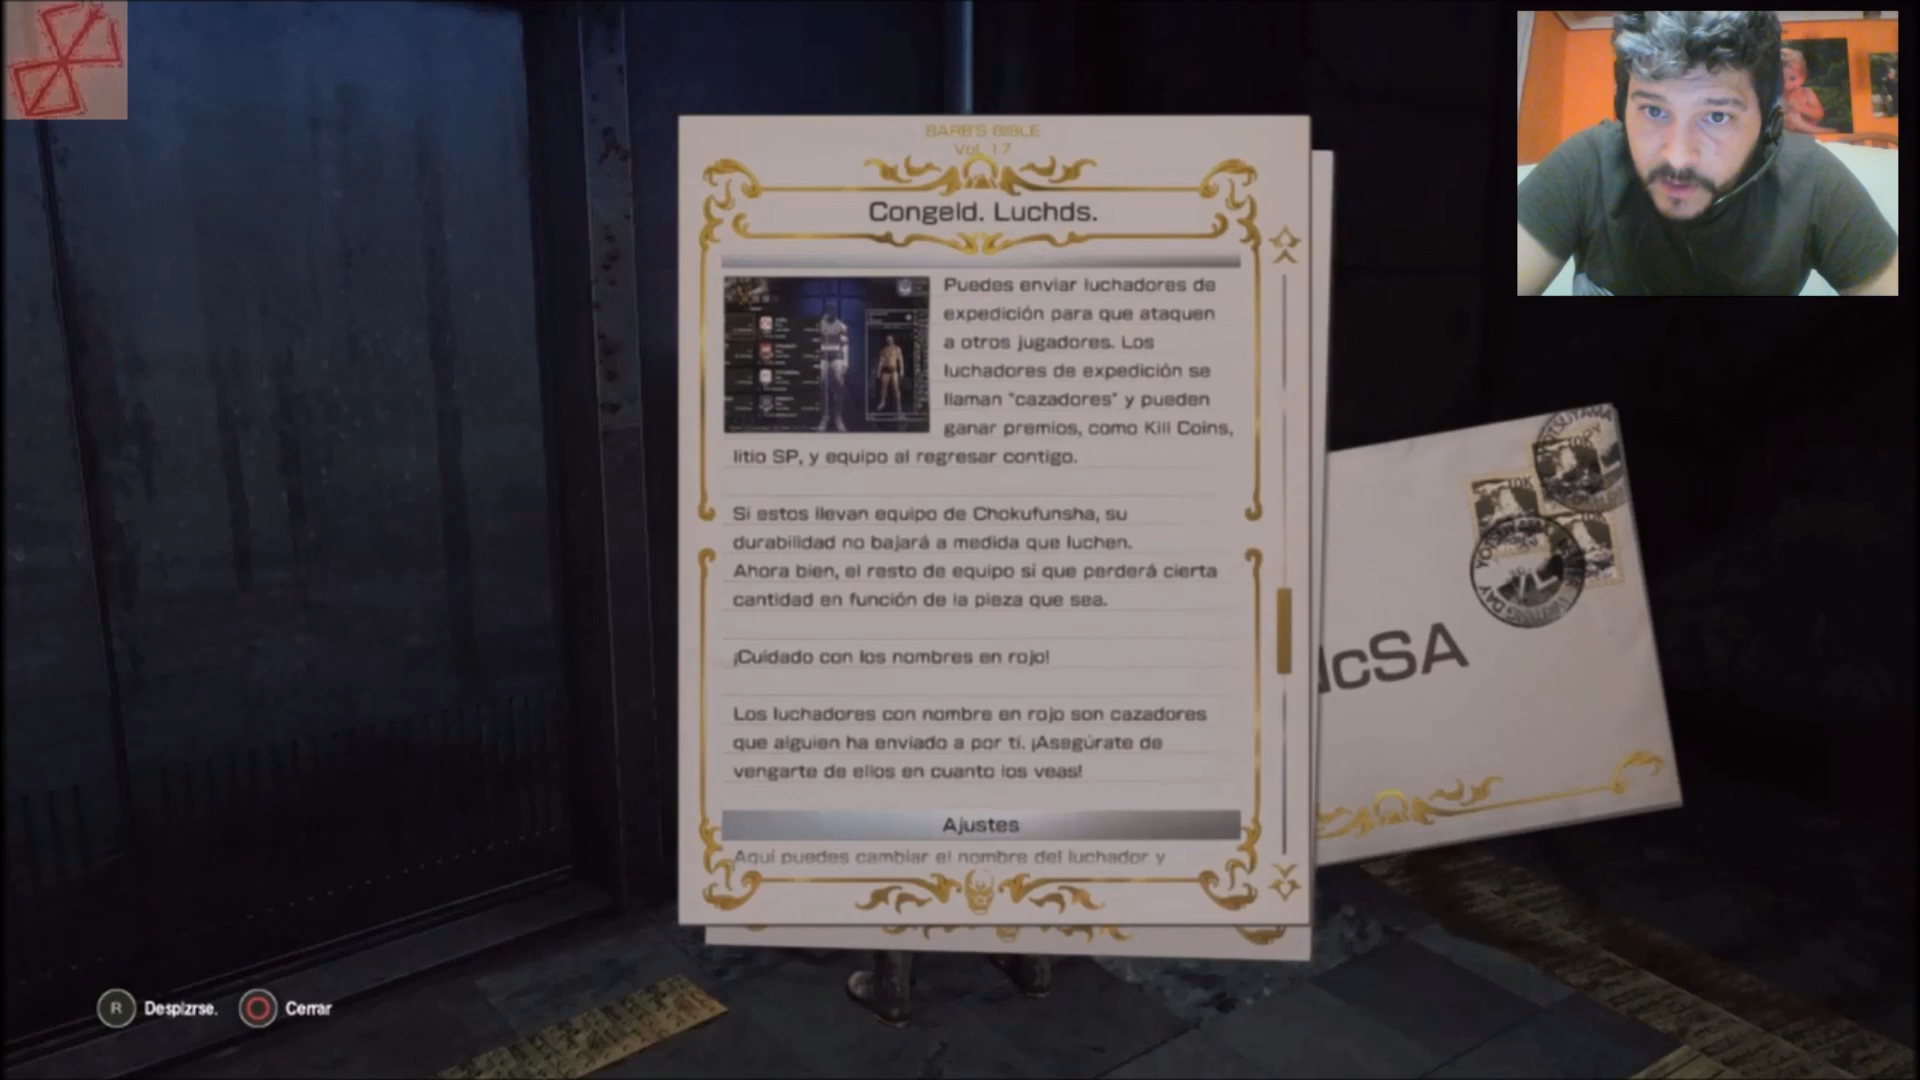 BARB'S BIBLE
Vol. 17
Congeld. Luchds.
Puedes enviar luchadores de
expedición para que ataquen
a otros jugadores. Los
luchadores de expedición se
llaman "cazadores" y pueden
ganar premios, como Kill Coins,
litio SP, y equipo al regresar contigo.
Si estos llevan equipo de Chokufunsha, su
durabilidad no bajará a medida que luchen.
Ahora bien, el resto de equipo sí que perderá cierta
cantidad en función de la pieza que sea.
¡Cuidado con los nombres en rojo!
Los luchadores con nombre en rojo son cazadores
que alguien ha enviado a por ti. ¡Asegúrate de
vengarte de ellos en cuanto los veas!
Ajustes
Aquí puedes cambiar el nombre del luchador y
cSA
R Desplzrse. Cerrar